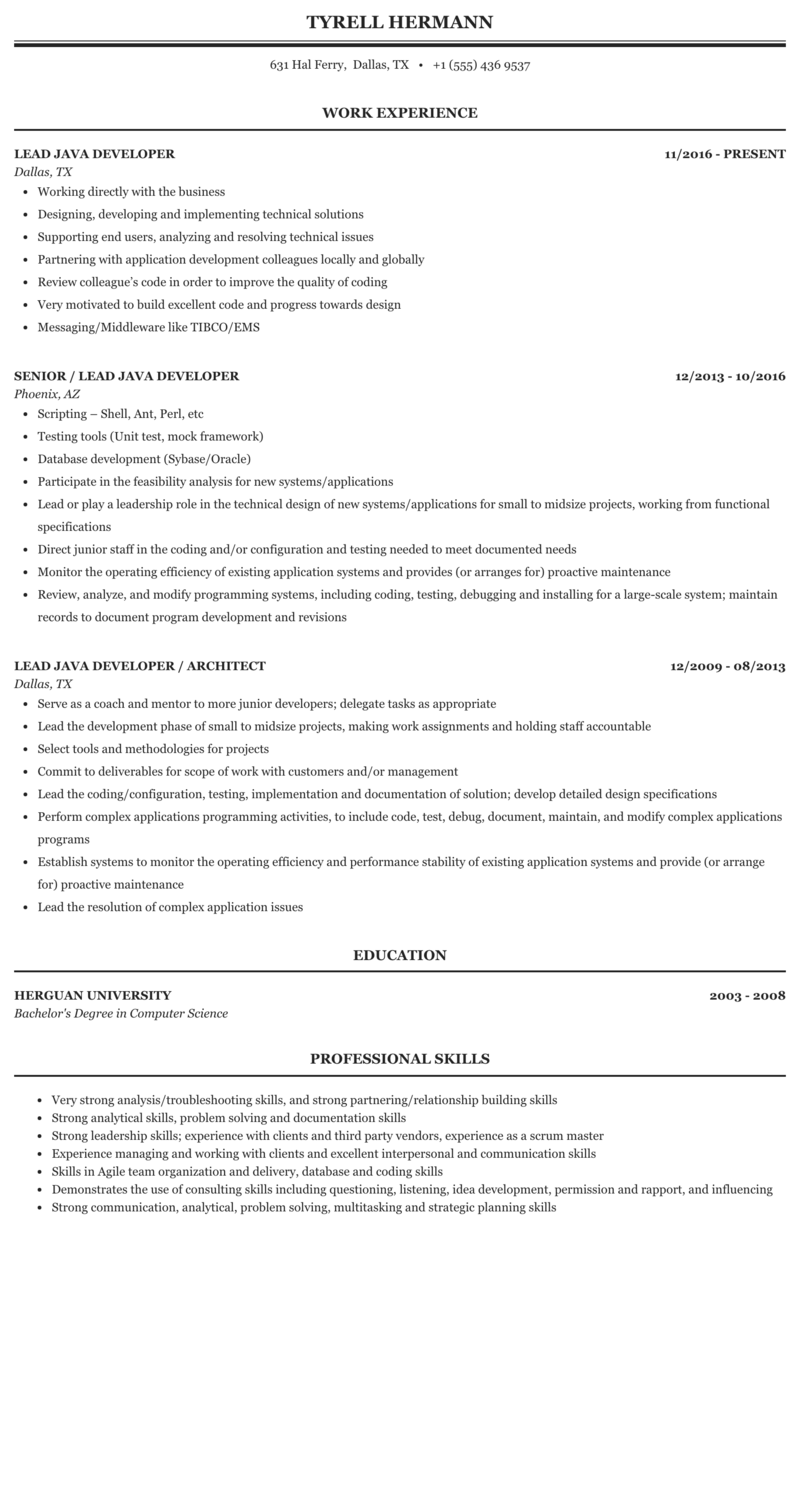 TYRELL HERMANN
631 Hal Ferry, Dallas, TX • +1 (555) 436 9537
WORK EXPERIENCE
LEAD JAVA DEVELOPER 11/2016 - PRESENT
Dallas, TX
• Working directly with the business
• Designing, developing and implementing technical solutions
• Supporting end users, analyzing and resolving technical issues
• Partnering with application development colleagues locally and globally
• Review colleague's code in order to improve the quality of coding
• Very motivated to build excellent code and progress towards design
• Messaging/Middleware like TIBCO/EMS
SENIOR / LEAD JAVA DEVELOPER 12/2013 - 10/2016
Phoenix, AZ
• Scripting – Shell, Ant, Perl, etc
• Testing tools (Unit test, mock framework)
• Database development (Sybase/Oracle)
• Participate in the feasibility analysis for new systems/applications
• Lead or play a leadership role in the technical design of new systems/applications for small to midsize projects, working from functional
specifications
• Direct junior staff in the coding and/or configuration and testing needed to meet documented needs
• Monitor the operating efficiency of existing application systems and provides (or arranges for) proactive maintenance
• Review, analyze, and modify programming systems, including coding, testing, debugging and installing for a large-scale system; maintain
records to document program development and revisions
LEAD JAVA DEVELOPER / ARCHITECT 12/2009 - 08/2013
Dallas, TX
• Serve as a coach and mentor to more junior developers; delegate tasks as appropriate
• Lead the development phase of small to midsize projects, making work assignments and holding staff accountable
• Select tools and methodologies for projects
• Commit to deliverables for scope of work with customers and/or management
• Lead the coding/configuration, testing, implementation and documentation of solution; develop detailed design specifications
• Perform complex applications programming activities, to include code, test, debug, document, maintain, and modify complex applications
programs
• Establish systems to monitor the operating efficiency and performance stability of existing application systems and provide (or arrange
for) proactive maintenance
• Lead the resolution of complex application issues
EDUCATION
HERGUAN UNIVERSITY 2003 - 2008
Bachelor's Degree in Computer Science
PROFESSIONAL SKILLS
• Very strong analysis/troubleshooting skills, and strong partnering/relationship building skills
• Strong analytical skills, problem solving and documentation skills
• Strong leadership skills; experience with clients and third party vendors, experience as a scrum master
• Experience managing and working with clients and excellent interpersonal and communication skills
• Skills in Agile team organization and delivery, database and coding skills
• Demonstrates the use of consulting skills including questioning, listening, idea development, permission and rapport, and influencing
• Strong communication, analytical, problem solving, multitasking and strategic planning skills